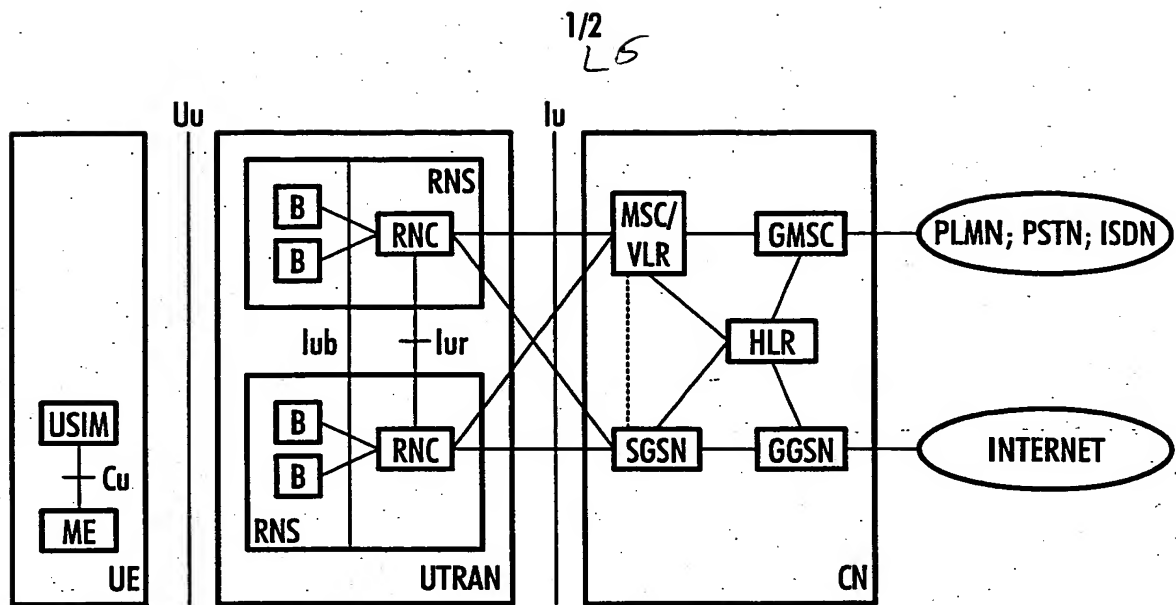 1/2
L5
Uu
Iu
RNS
B
B
RNC
MSC/
VLR
GMSC
PLMN; PSTN; ISDN
Iub
Iur
HLR
USIM
Cu
ME
UE
B
B
RNC
RNS
UTRAN
SGSN
GGSN
INTERNET
CN